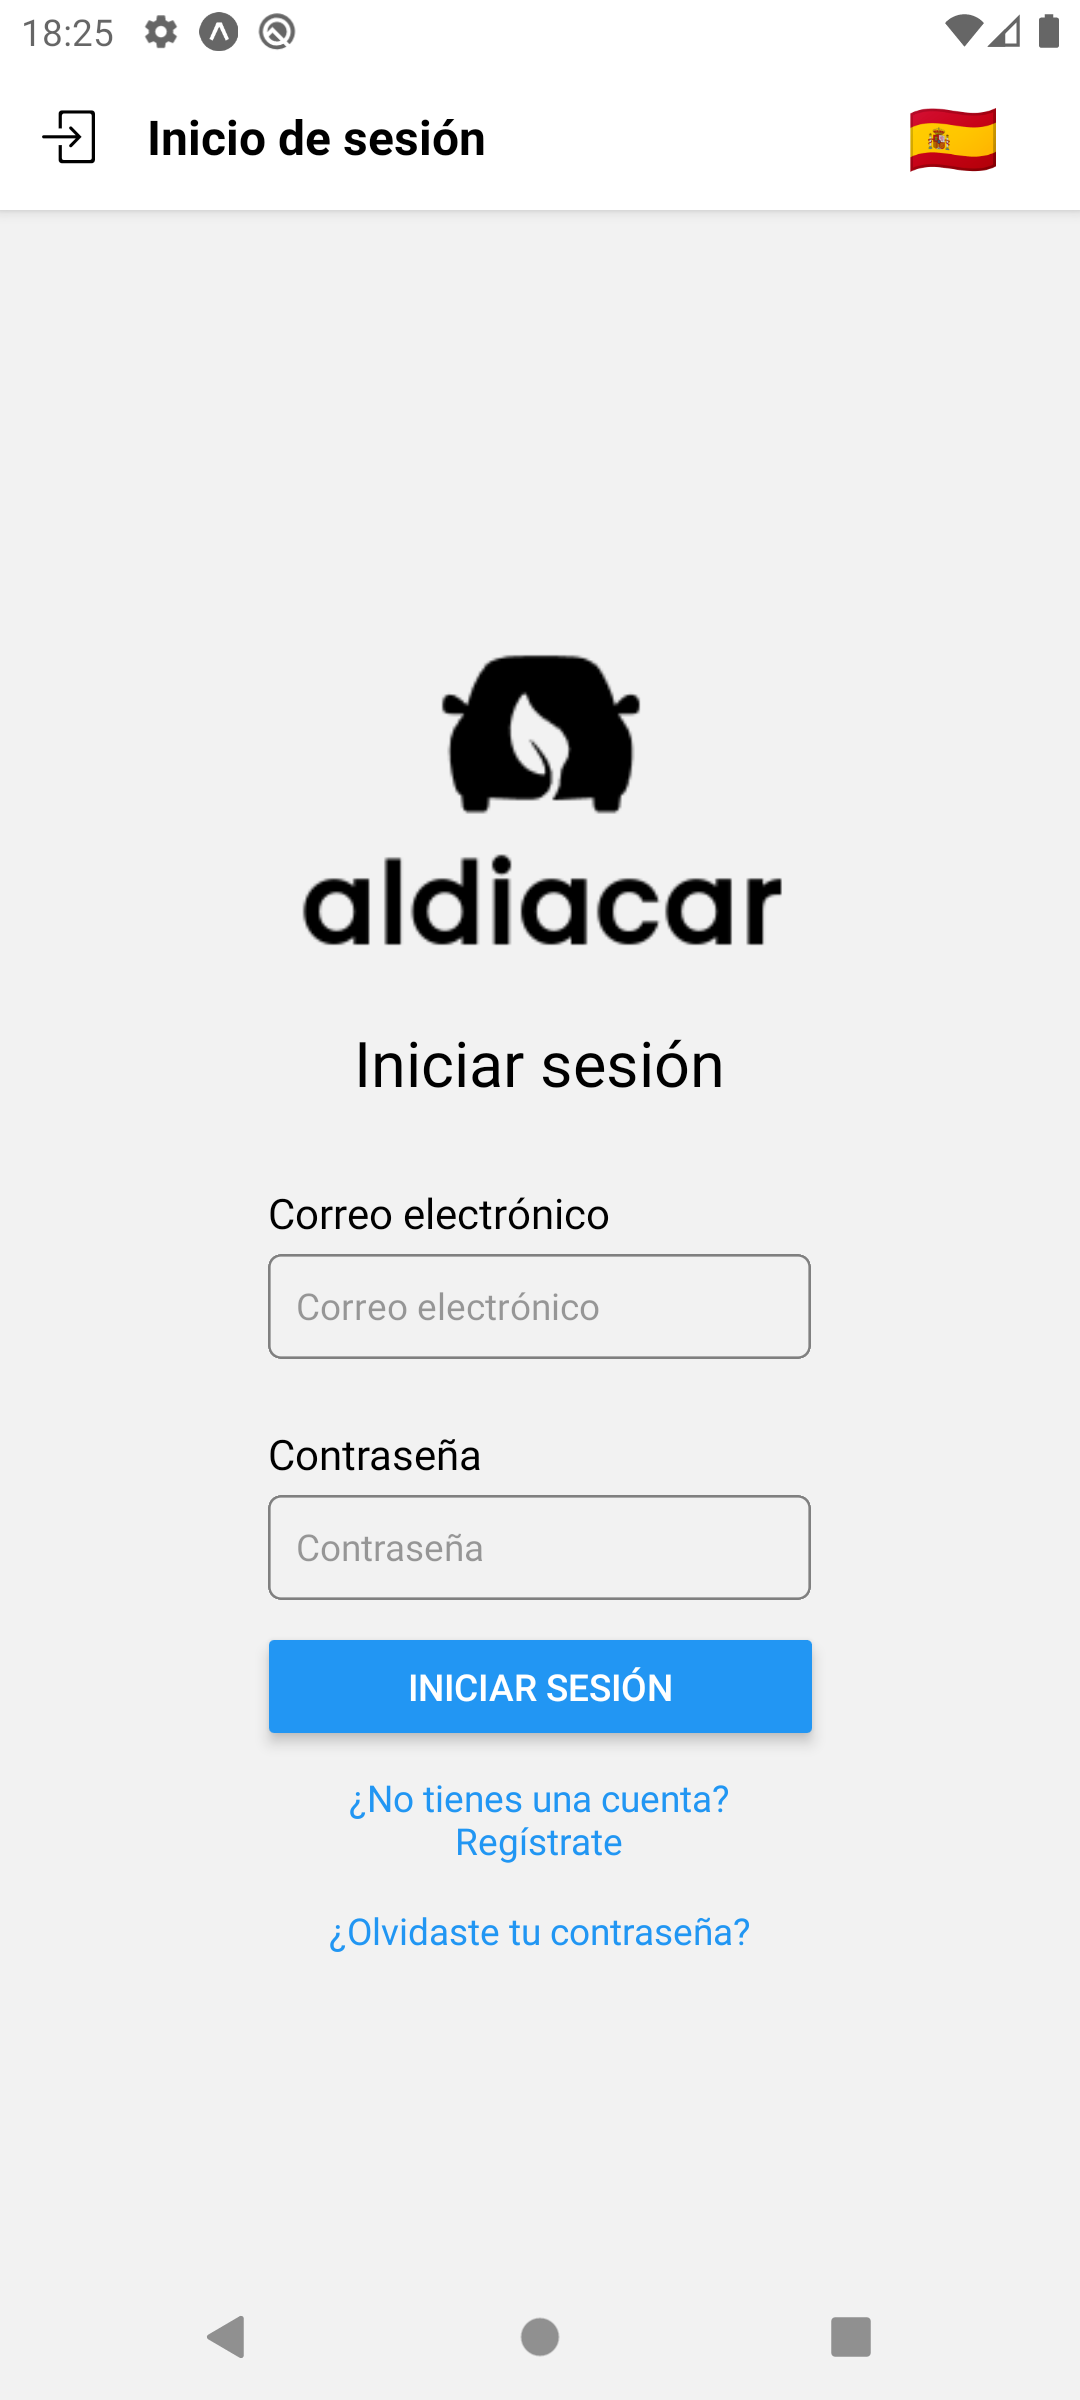 18:25
Inicio de sesión
aldiacar
Iniciar sesión
Correo electrónico
Correo electrónico
Contraseña
Contraseña
INICIAR SESIÓN
¿No tienes una cuenta?
Regístrate
¿Olvidaste tu contraseña?